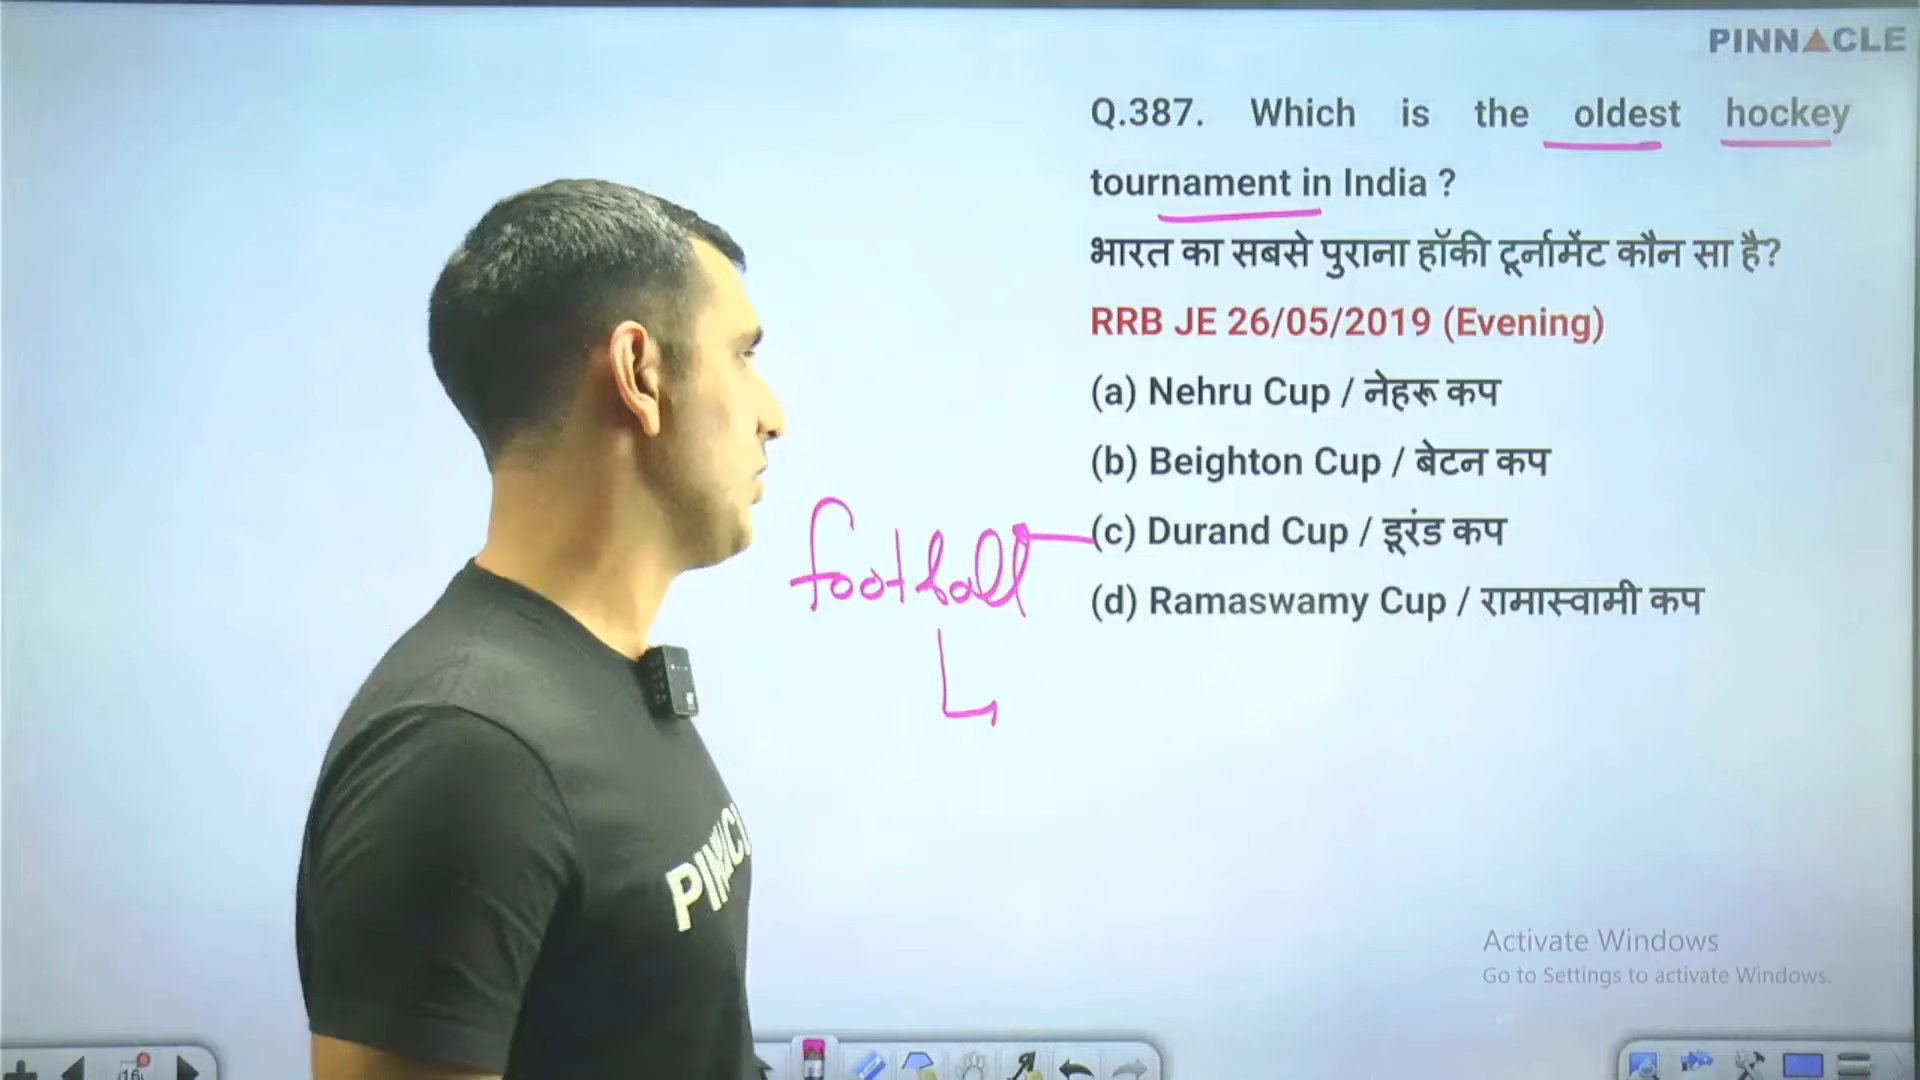 PINNACLE
Q.387. Which is the oldest hockey
tournament in India ?
भारत का सबसे पुराना हॉकी टूर्नामेंट कौन सा है?
RRB JE 26/05/2019 (Evening)
(a) Nehru Cup / नेहरू कप
(b) Beighton Cup / बेटन कप
(c) Durand Cup / डूरंड कप
(d) Ramaswamy Cup / रामास्वामी कप
football
Activate Windows
Go to Settings to activate Windows.
16